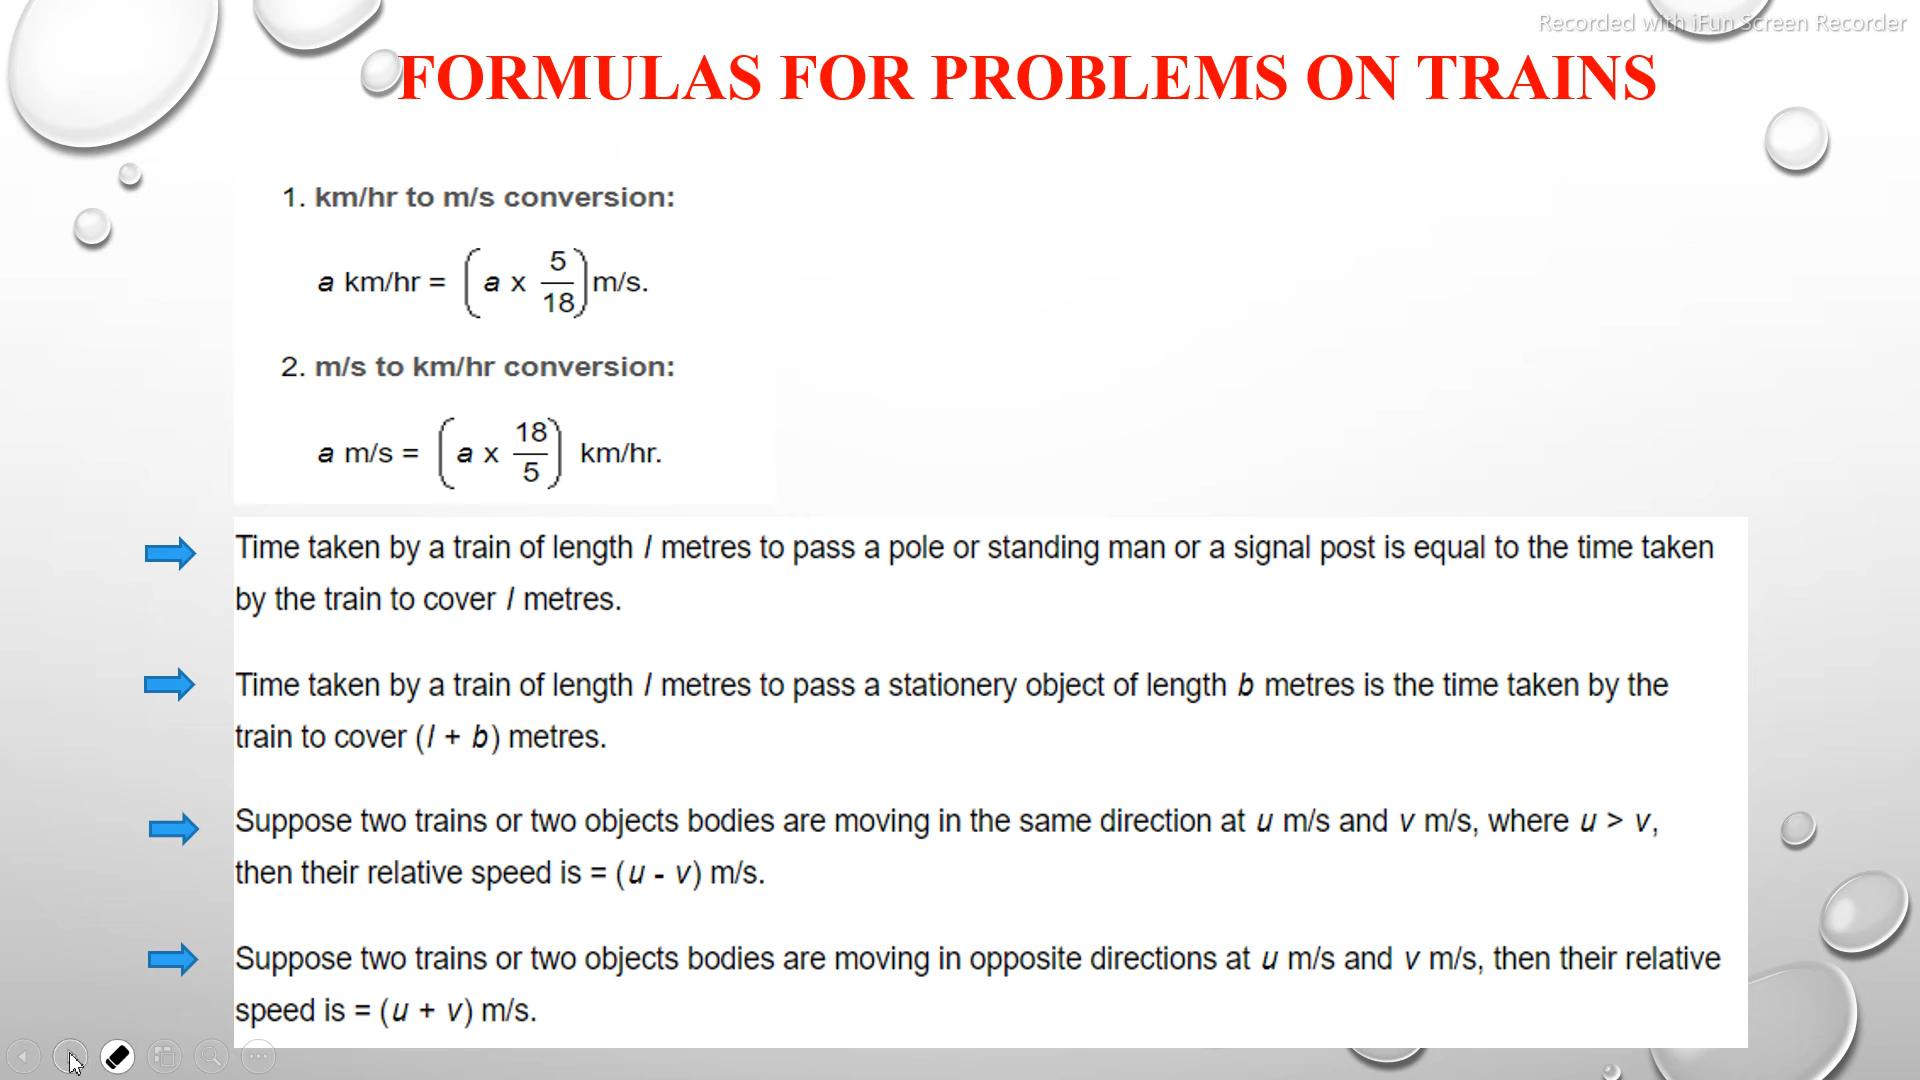 Recorded with iFun Screen Recorder
FORMULAS FOR PROBLEMS ON TRAINS
1. km/hr to m/s conversion:
a km/hr = (a x 5/18) m/s.
2. m/s to km/hr conversion:
a m/s = (a x 18/5) km/hr.
Time taken by a train of length l metres to pass a pole or standing man or a signal post is equal to the time taken
by the train to cover l metres.
Time taken by a train of length l metres to pass a stationery object of length b metres is the time taken by the
train to cover (l + b) metres.
Suppose two trains or two objects bodies are moving in the same direction at u m/s and v m/s, where u > v,
then their relative speed is = (u - v) m/s.
Suppose two trains or two objects bodies are moving in opposite directions at u m/s and v m/s, then their relative
speed is = (u + v) m/s.